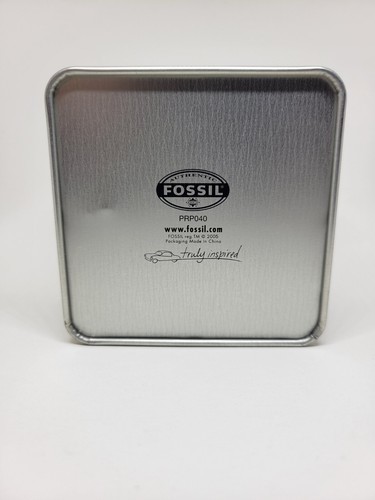 AUTHENTIC
FOSSIL
PRP040
www.fossil.com
FOSSIL reg TM © 2005
Packaging Made in China
truly inspired